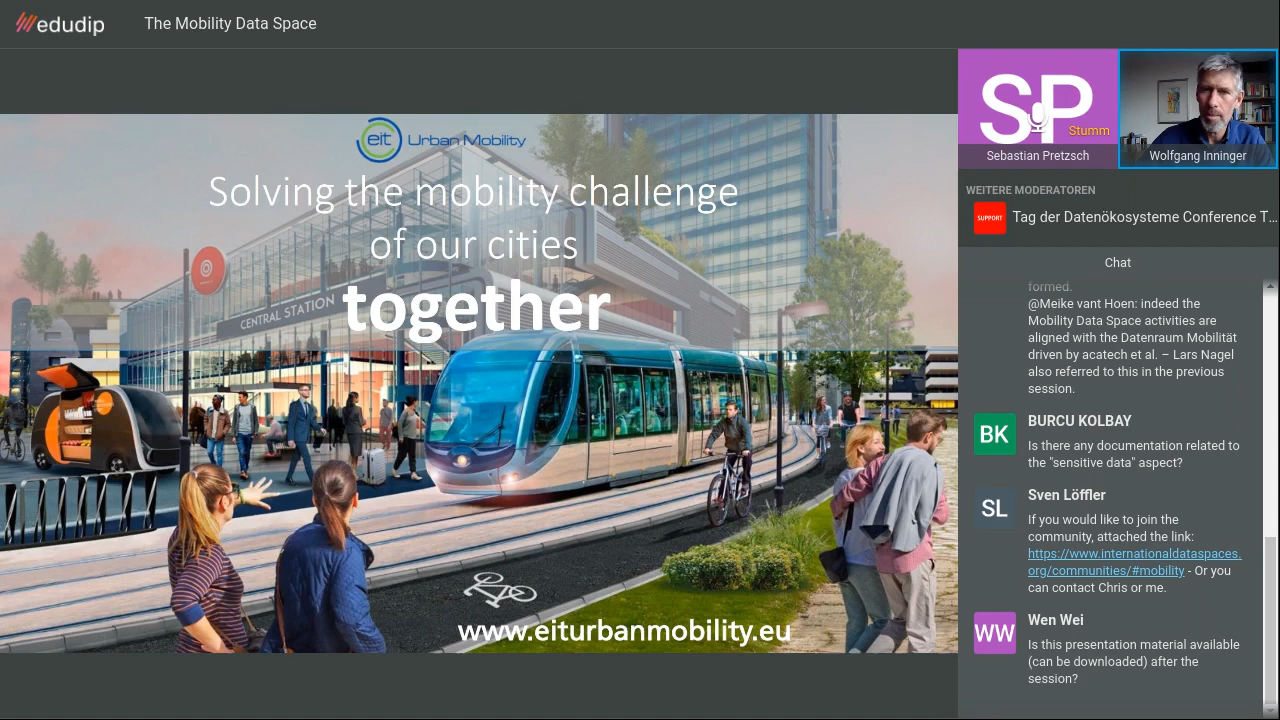 edudip
The Mobility Data Space
eit Urban Mobility
Solving the mobility challenge
of our cities
together
CENTRAL STATION
www.eiturbanmobility.eu
SP
Stumm
Sebastian Pretzsch
Wolfgang Inninger
WEITERE MODERATOREN
SUPPORT
Tag der Datenökosysteme Conference T...
Chat
formed.
@Meike vant Hoen: indeed the
Mobility Data Space activities are
aligned with the Datenraum Mobilität
driven by acatech et al. – Lars Nagel
also referred to this in the previous
session.
BK
BURCU KOLBAY
Is there any documentation related to
the "sensitive data" aspect?
SL
Sven Löffler
If you would like to join the
community, attached the link:
https://www.internationaldataspaces.
org/communities/#mobility - Or you
can contact Chris or me.
WW
Wen Wei
Is this presentation material available
(can be downloaded) after the
session?